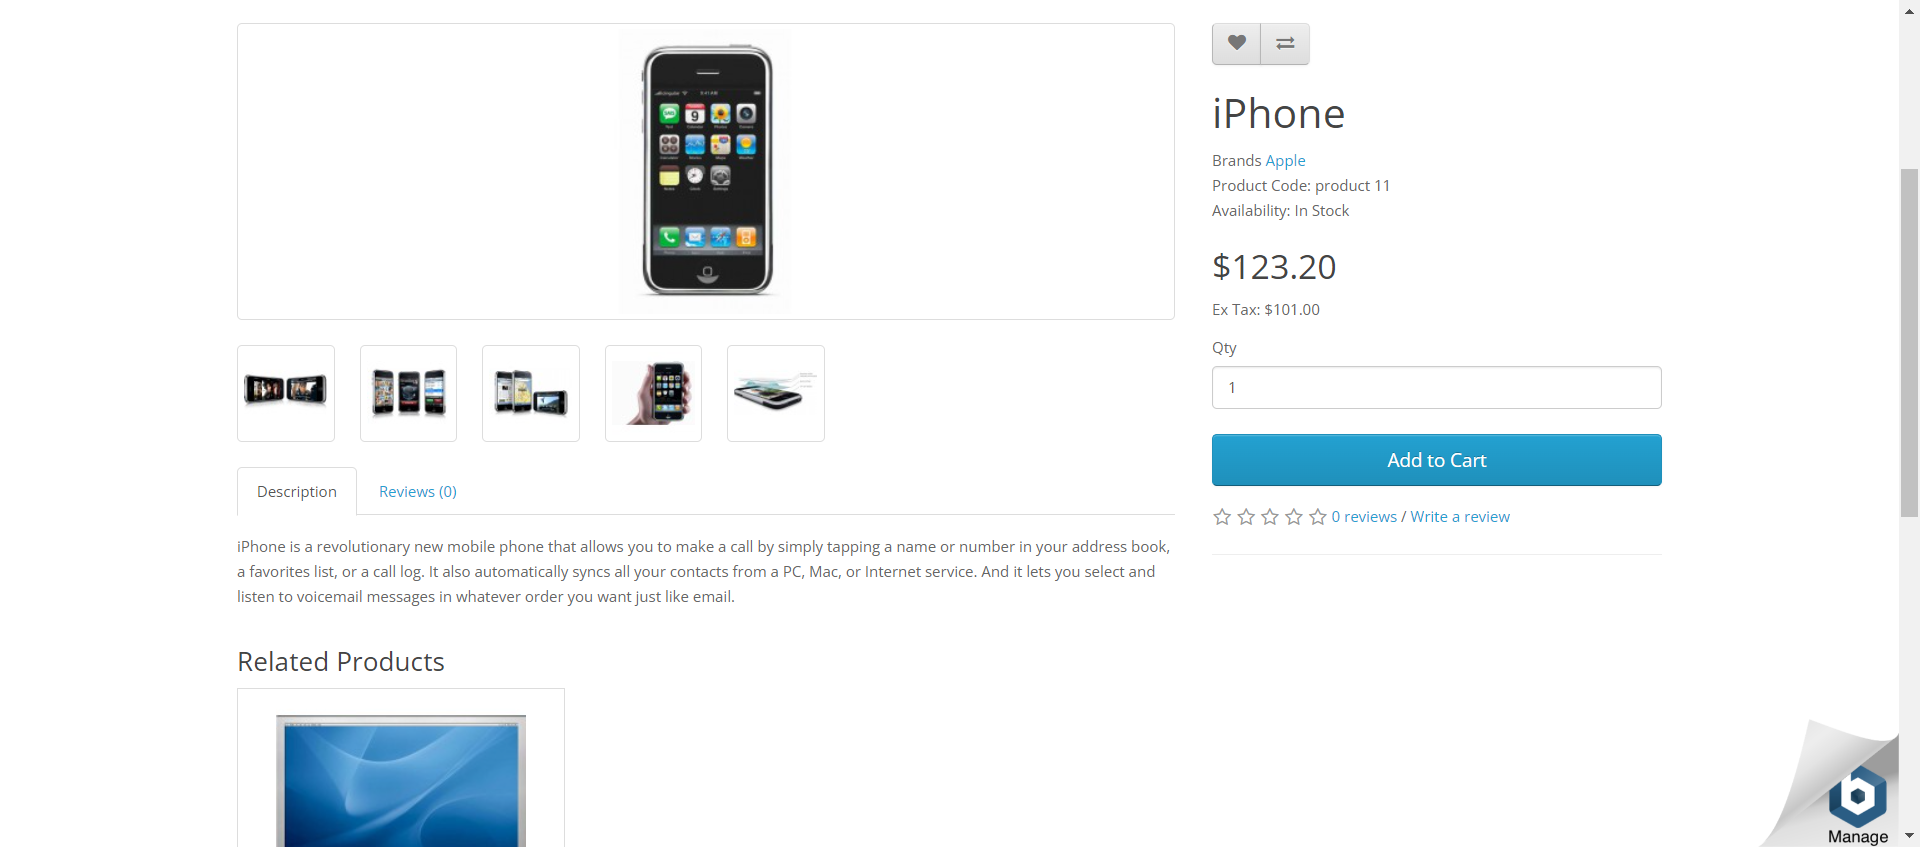 iPhone
Brands Apple
Product Code: product 11
Availability: In Stock
$123.20
Ex Tax: $101.00
Qty
1
Add to Cart
0 reviews / Write a review
Description
Reviews (0)
iPhone is a revolutionary new mobile phone that allows you to make a call by simply tapping a name or number in your address book,
a favorites list, or a call log. It also automatically syncs all your contacts from a PC, Mac, or Internet service. And it lets you select and
listen to voicemail messages in whatever order you want just like email.
Related Products
Manage